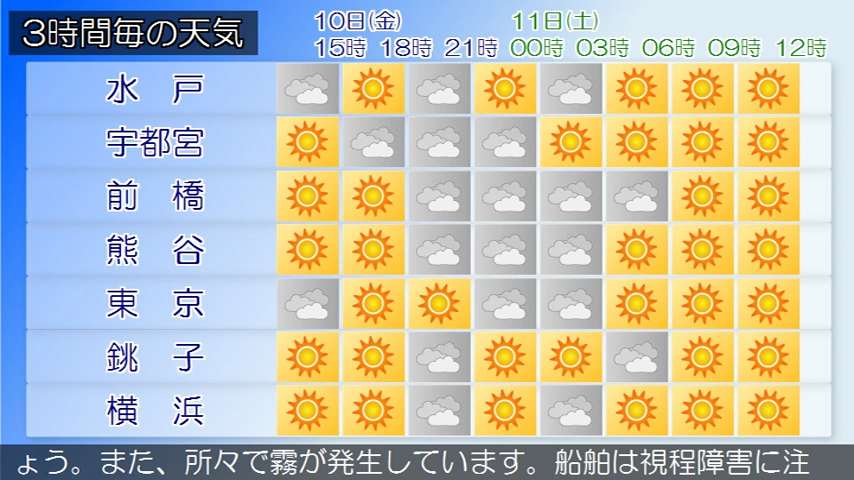 3時間毎の天気
10日(金) 11日(土)
15時 18時 21時 00時 03時 06時 09時 12時
水 戸
宇都宮
前 橋
熊 谷
東 京
銚 子
横 浜
ょう。また、所々で霧が発生しています。船舶は視程障害に注